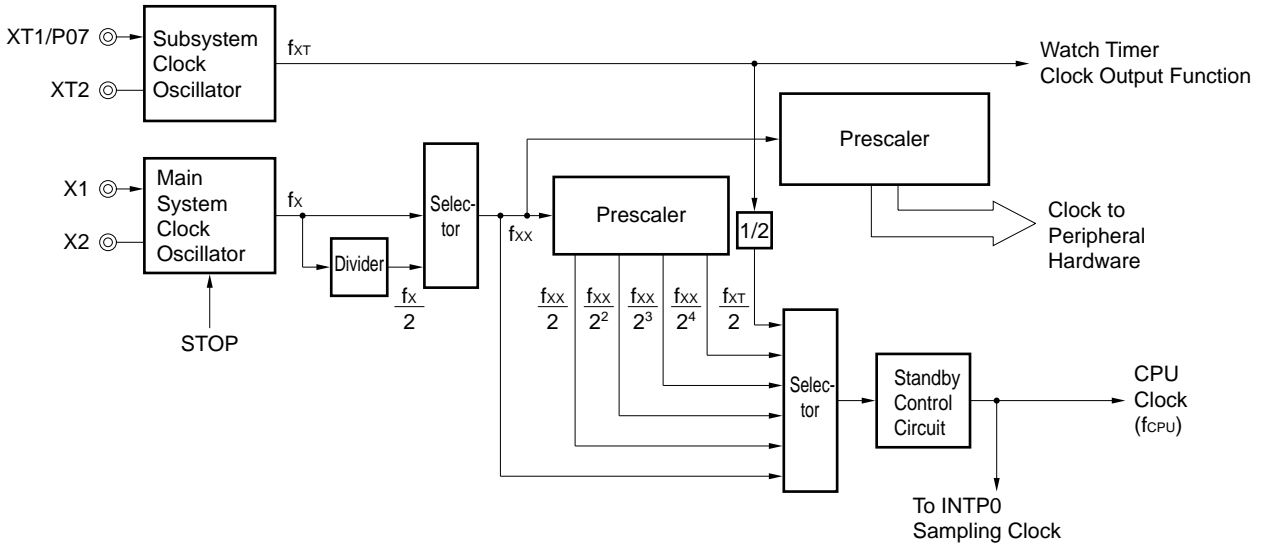 XT1/P07
XT2
Subsystem
Clock
Oscillator
fXT
Watch Timer
Clock Output Function
Prescaler
X1
X2
Main
System
Clock
Oscillator
fX
Divider
fX/2
STOP
Selec-
tor
fXX
Prescaler
1/2
Clock to
Peripheral
Hardware
fXX/2
fXX/2²
fXX/2³
fXX/2⁴
fXT/2
Selec-
tor
Standby
Control
Circuit
CPU
Clock
(fCPU)
To INTP0
Sampling Clock